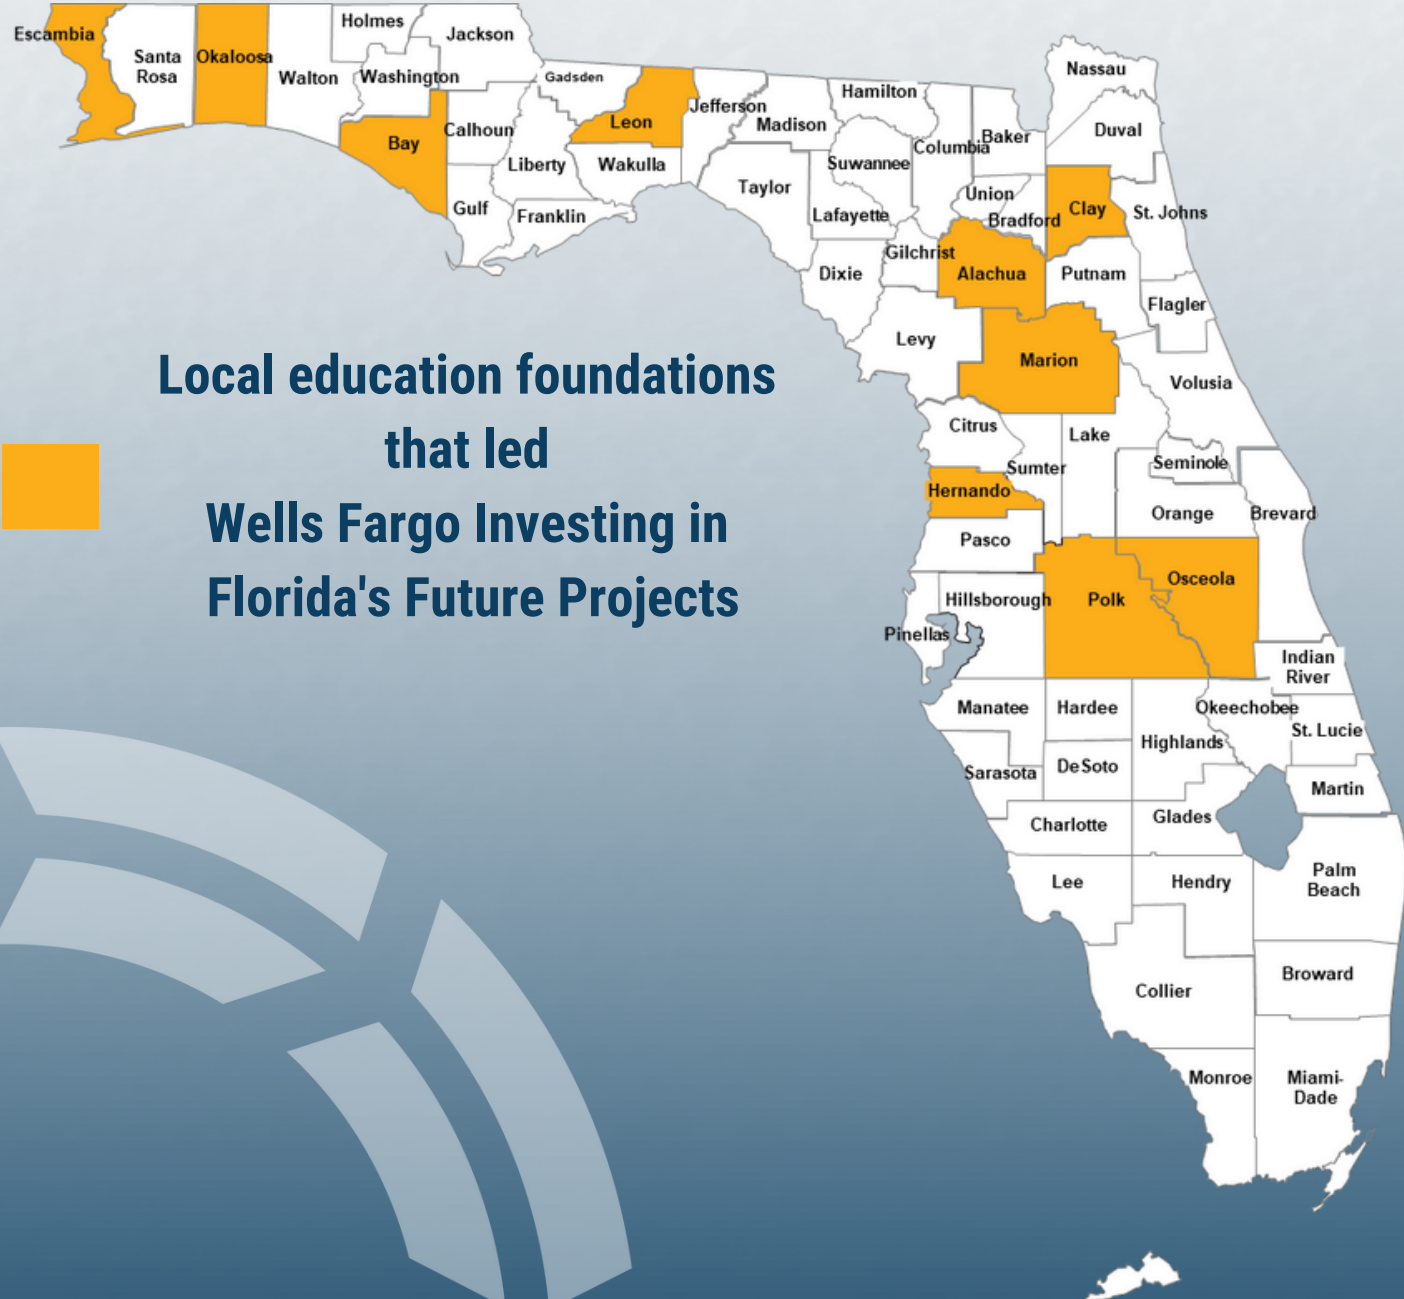 Escambia
Santa
Rosa
Okaloosa
Walton
Holmes
Washington
Jackson
Bay
Calhoun
Gulf
Liberty
Franklin
Gadsden
Leon
Wakulla
Jefferson
Madison
Taylor
Hamilton
Suwannee
Lafayette
Dixie
Columbia
Gilchrist
Baker
Union
Bradford
Alachua
Levy
Nassau
Duval
Clay
St. Johns
Putnam
Flagler
Marion
Volusia
Citrus
Lake
Sumter
Seminole
Hernando
Orange
Brevard
Pasco
Osceola
Hillsborough
Polk
Pinellas
Indian
River
Manatee
Hardee
Okeechobee
St. Lucie
Highlands
Sarasota
DeSoto
Martin
Charlotte
Glades
Lee
Hendry
Palm
Beach
Collier
Broward
Monroe
Miami-
Dade
Local education foundations
that led
Wells Fargo Investing in
Florida's Future Projects